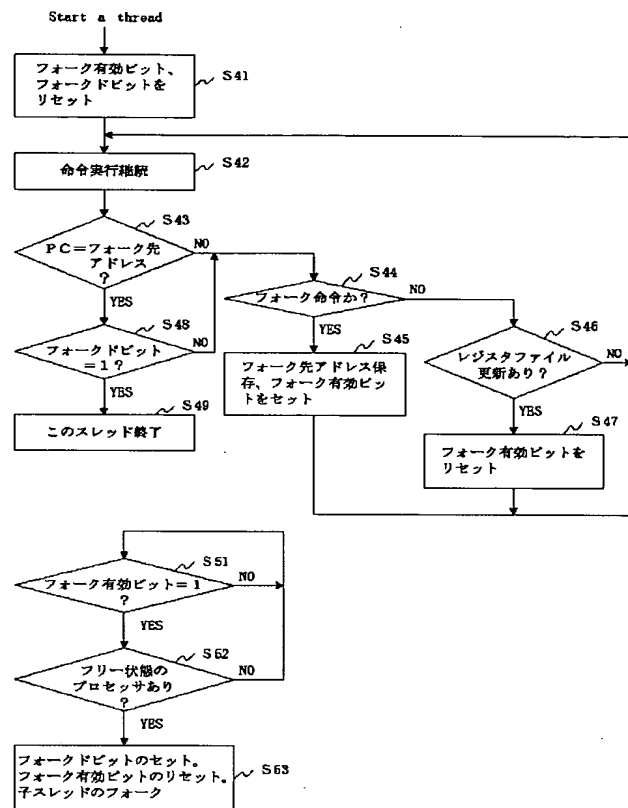 Start a thread
フォーク有効ビット、
フォークドビットを
リセット
S41
命令実行継続
S42
S43
PC=フォーク先
アドレス
?
NO
YES
S44
フォーク命令か?
NO
YES
S48
フォークドビット
=1?
NO
YES
S45
フォーク先アドレス保
存、フォーク有効ビッ
トをセット
S46
レジスタファイル
更新あり?
NO
YES
S49
このスレッド終了
S47
フォーク有効ビットを
リセット
S51
フォーク有効ビット=1
?
NO
YES
S52
フリー状態の
プロセッサあり
?
NO
YES
フォークドビットのセット。
フォーク有効ビットのリセット。
子スレッドのフォーク
S53